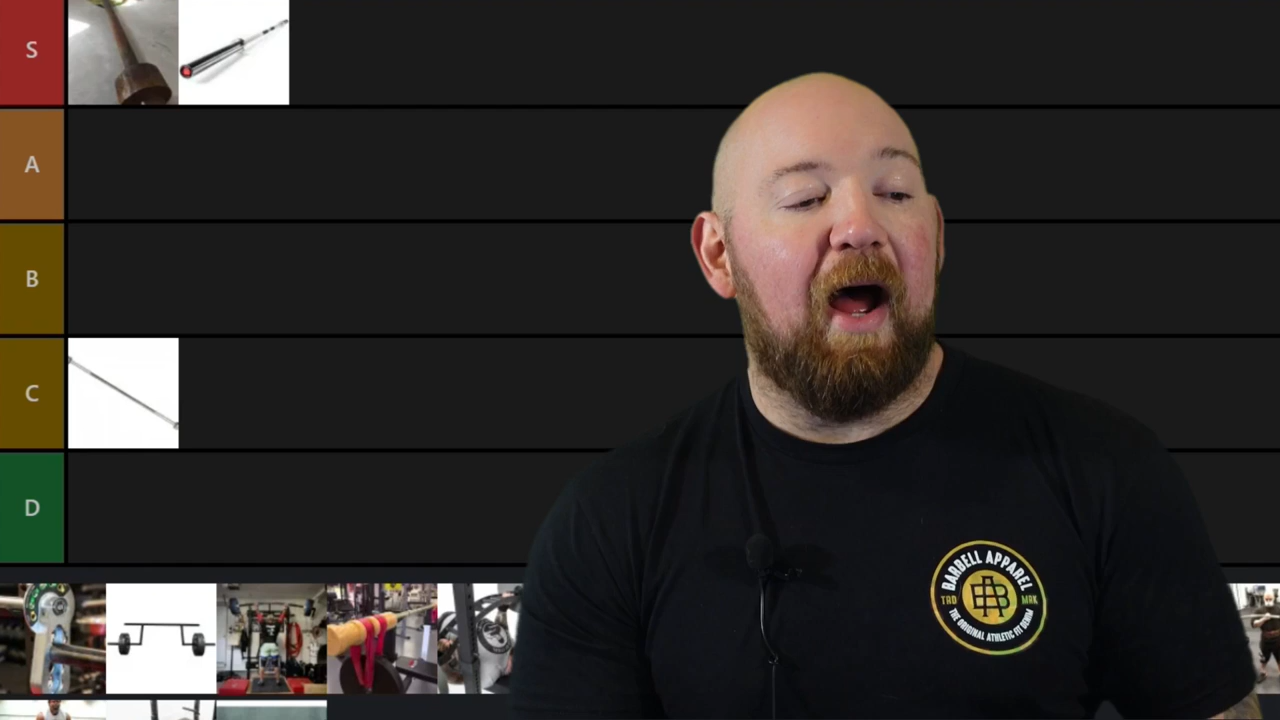 S
A
B
C
D
BARBELL APPAREL
TRD MRK
THE ORIGINAL ATHLETIC FIT DENIM